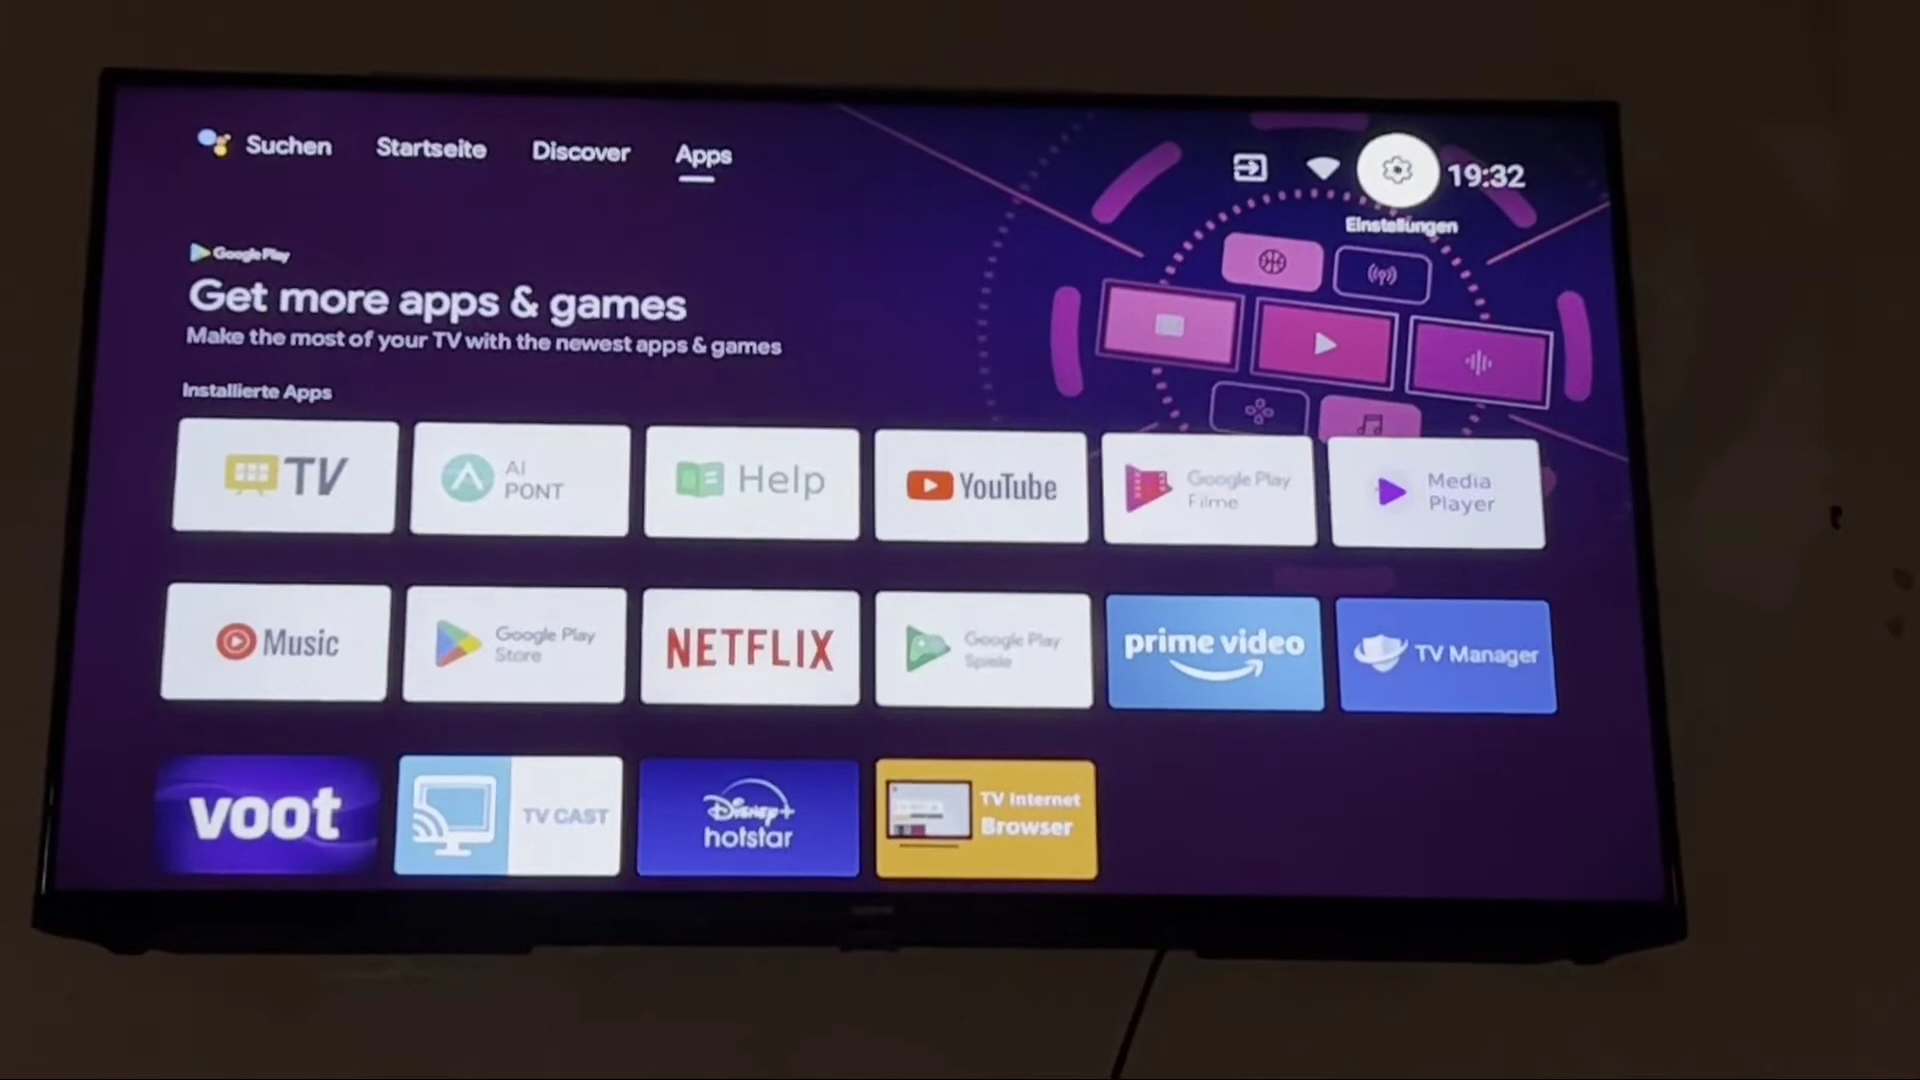 Suchen Startseite Discover Apps 19:32
Einstellungen
Google Play
Get more apps & games
Make the most of your TV with the newest apps & games
Installierte Apps
TV
AI
PONT
Help
YouTube
Google Play
Filme
Media
Player
Music
Google Play
Store
NETFLIX
Google Play
Spiele
prime video
TV Manager
voot
TV CAST
Disney+
hotstar
TV Internet
Browser